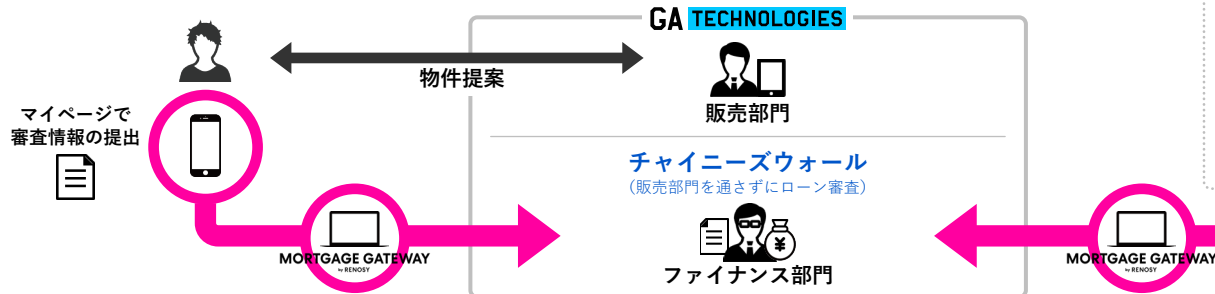 GA TECHNOLOGIES
物件提案
販売部門
マイページで
審査情報の提出
チャイニーズウォール
(販売部門を通さずにローン審査)
¥
MORTGAGE GATEWAY
by RENOSY
ファイナンス部門
MORTGAGE GATEWAY
by RENOSY